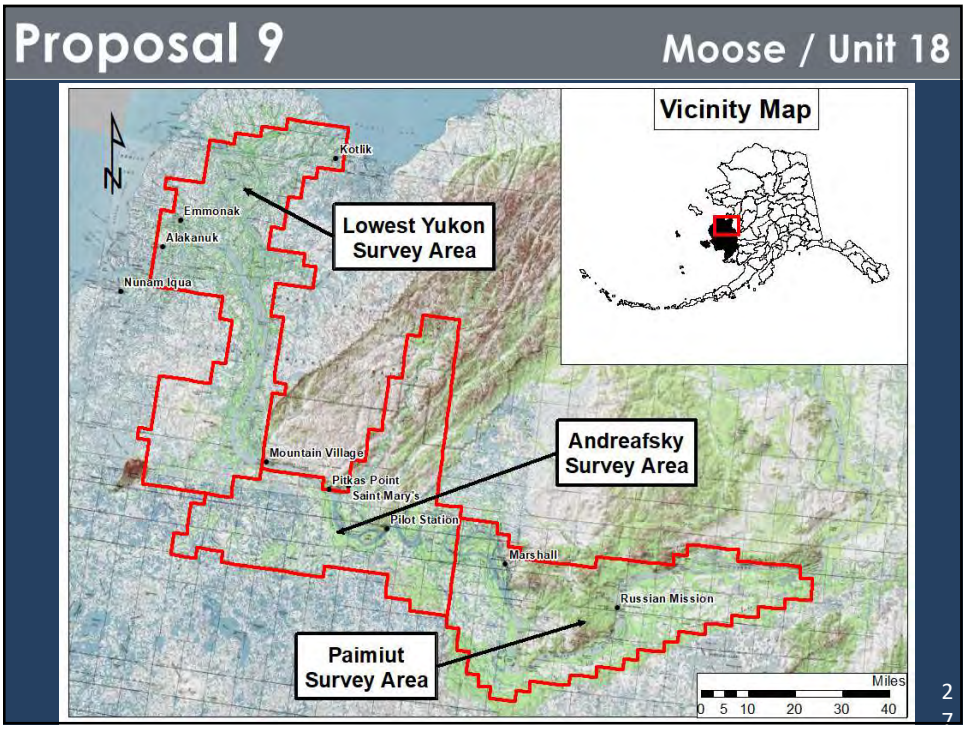 Proposal 9
Moose / Unit 18
Vicinity Map
N
Kotlik
Lowest Yukon
Survey Area
Emmonak
Alakanuk
Nunam Iqua
Andreafsky
Survey Area
Mountain Village
Pitkas Point
Saint Mary's
Pilot Station
Marshall
Russian Mission
Paimiut
Survey Area
Miles
0 5 10 20 30 40
2
7